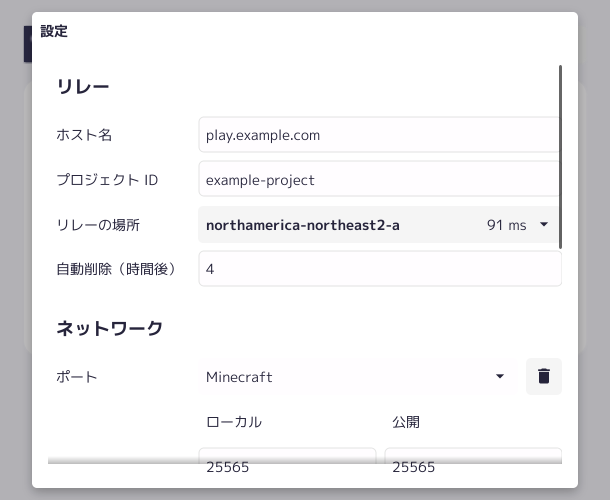 設定
リレー
ホスト名 play.example.com
プロジェクト ID example-project
リレーの場所 northamerica-northeast2-a 91 ms
自動削除（時間後） 4
ネットワーク
ポート Minecraft
ローカル 公開
25565 25565